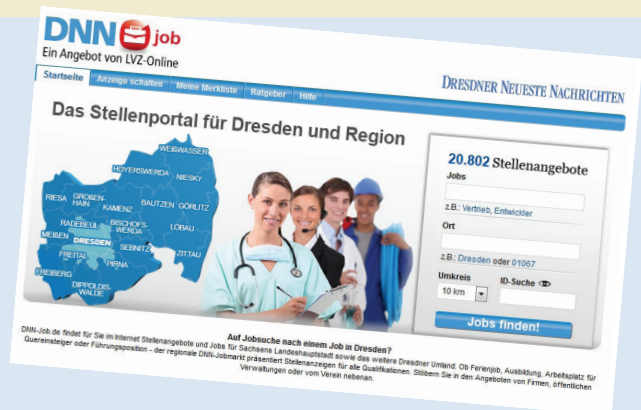 DNN job
Ein Angebot von LVZ-Online
DRESDNER NEUESTE NACHRICHTEN
Startseite Anzeige schalten Meine Merkliste Ratgeber Hilfe
Das Stellenportal für Dresden und Region
WEIßWASSER
HOYERSWERDA NIESKY
RIESA GROßEN-
HAIN KAMENZ BAUTZEN GÖRLITZ
RADEBEUL BISCHOFS-
WERDA LÖBAU
MEIßEN DRESDEN SEBNITZ ZITTAU
FREITAL PIRNA
FREIBERG DIPPOLDIS-
WALDE
20.802 Stellenangebote
Jobs
z.B.: Vertrieb, Entwickler
Ort
z.B.: Dresden oder 01067
Umkreis ID-Suche
10 km
Jobs finden!
Auf Jobsuche nach einem Job in Dresden?
DNN-Job.de findet für Sie im Internet Stellenangebote und Jobs für Sachsens Landeshauptstadt sowie das weitere Dresdner Umland. Ob Ferienjob, Ausbildung, Arbeitsplatz für
Quereinsteiger oder Führungsposition - der regionale DNN-Jobmarkt präsentiert Stellenanzeigen für alle Qualifikationen. Stöbern Sie in den Angeboten von Firmen, öffentlichen
Verwaltungen oder vom Verein nebenan.